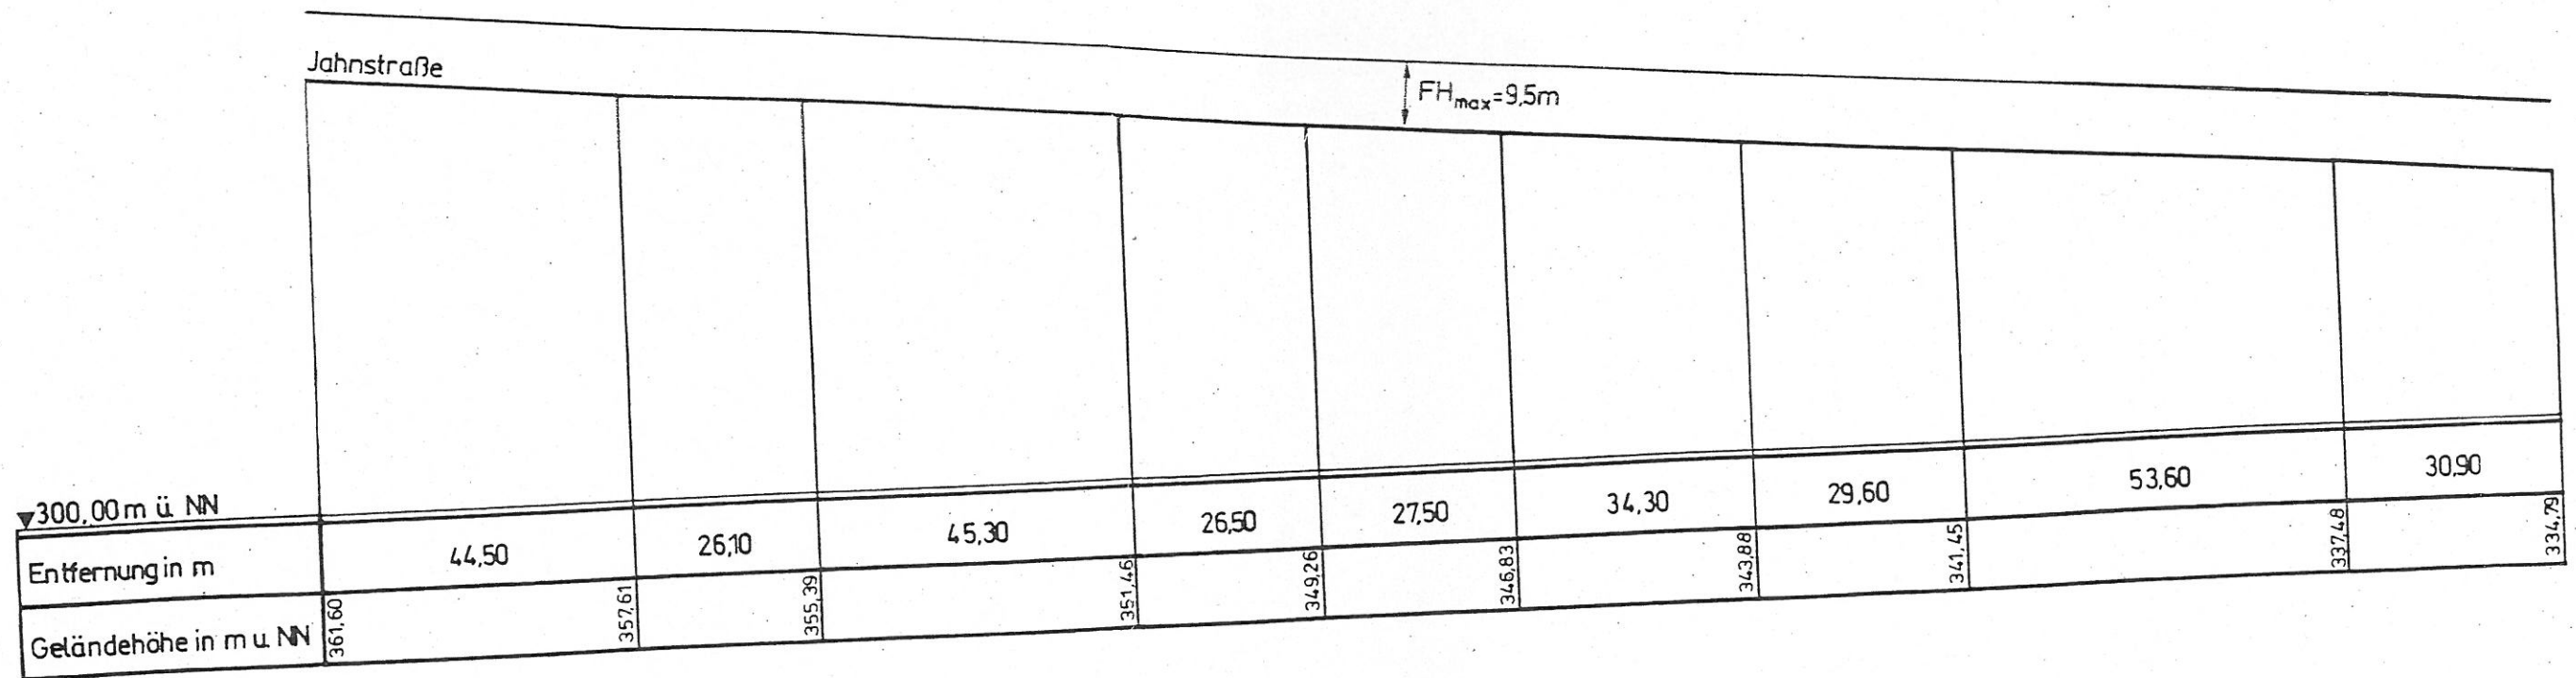 Jahnstraße
FHmax=9,5m
300,00 m ü NN
Entfernung in m 44,50 26,10 45,30 26,50 27,50 34,30 29,60 53,60 30,90
Geländehöhe in m u. NN 361,60 357,61 355,39 351,46 349,26 346,83 343,88 341,45 337,48 334,79